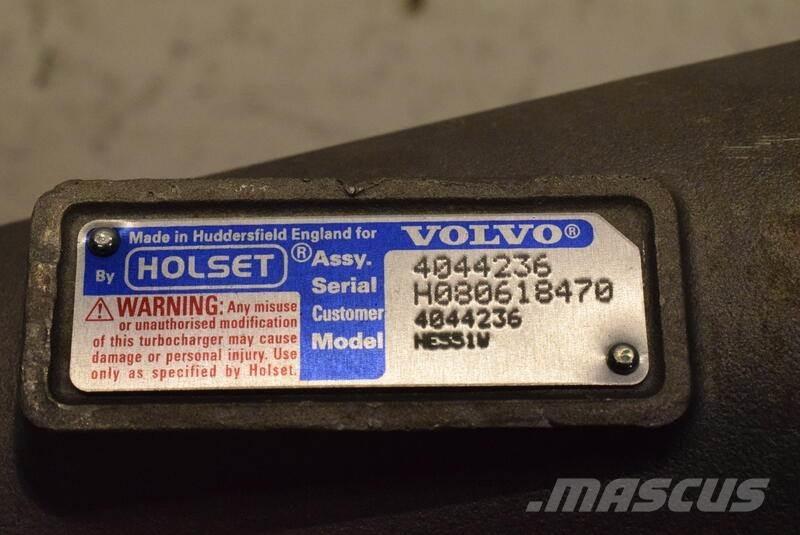 Made in Huddersfield England for VOLVO®
By HOLSET®
Assy. 4044236
Serial H080618470
Customer 4044236
Model HE551W
⚠ WARNING: Any misuse
or unauthorised modification
of this turbocharger may cause
damage or personal injury. Use
only as specified by Holset.
MASCUS